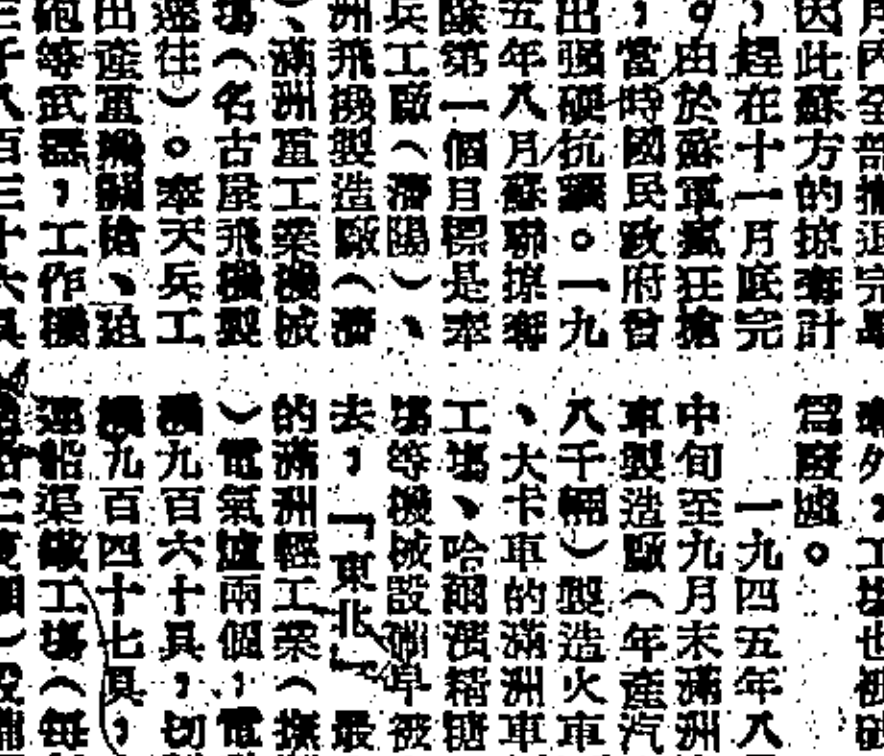 月內全部撤退完畢
因此蘇方的掠奪計
，趕在十一月底完
由於蘇軍瘋狂搶
，當時國民政府曾
出强硬抗議。一九
五年八月蘇聯掠奪
隊第一個目標是奉
兵工廠（瀋陽）、
洲飛機製造廠（瀋
、滿洲重工業機械
場（名古屋飛機製
遷往）。奉天兵工
出產重機關槍、迫
砲等武器，工作機
三千八百三十六具
外，工場也被破
爲廢墟。
一九四五年八
中旬至九月末滿洲
車製造廠（年產汽
八千輛）製造火車
、大卡車的滿洲車
工場、哈爾濱精糖
場等機械設備早被
去，「東北」最
的滿洲輕工業（撫
）電氣爐兩個，電
機九百六十具，切
機九百四十七具，
連船渠鐵工場（每